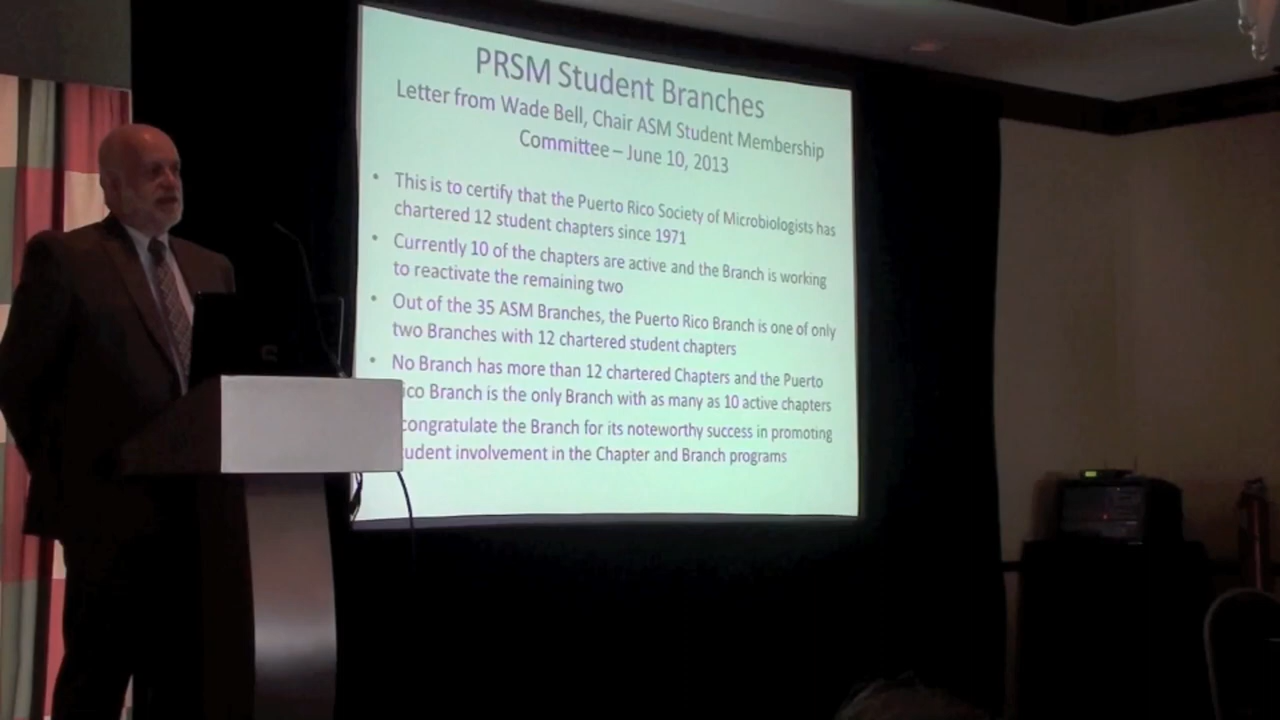 PRSM Student Branches
Letter from Wade Bell, Chair ASM Student Membership
Committee – June 10, 2013
• This is to certify that the Puerto Rico Society of Microbiologists has
chartered 12 student chapters since 1971
• Currently 10 of the chapters are active and the Branch is working
to reactivate the remaining two
• Out of the 35 ASM Branches, the Puerto Rico Branch is one of only
two Branches with 12 chartered student chapters
• No Branch has more than 12 chartered Chapters and the Puerto
ico Branch is the only Branch with as many as 10 active chapters
congratulate the Branch for its noteworthy success in promoting
udent involvement in the Chapter and Branch programs